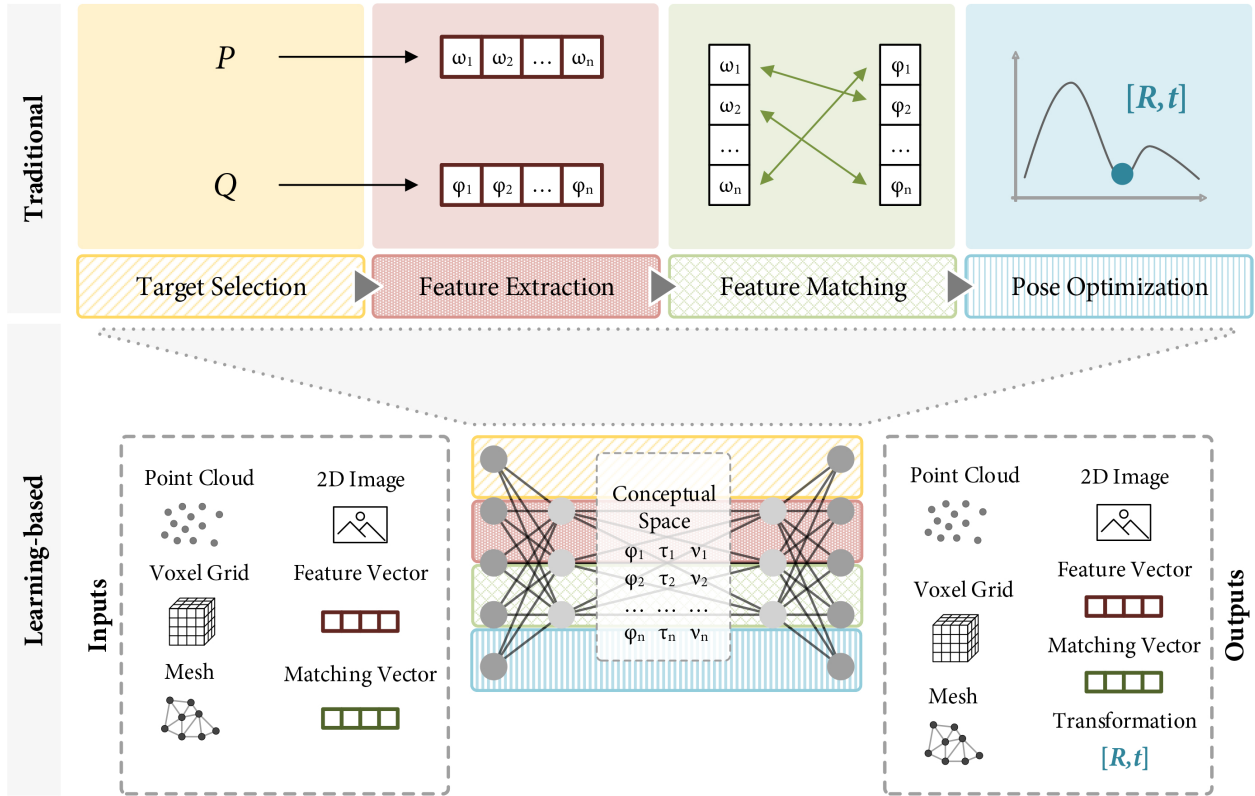 Traditional
P
ω1 ω2 … ωn
Q
φ1 φ2 … φn
ω1
ω2
…
ωn
φ1
φ2
…
φn
[R,t]
Target Selection
Feature Extraction
Feature Matching
Pose Optimization
Learning-based
Inputs
Point Cloud
2D Image
Voxel Grid
Feature Vector
Mesh
Matching Vector
Conceptual
Space
φ1 τ1 ν1
φ2 τ2 ν2
… … …
φn τn νn
Point Cloud
2D Image
Voxel Grid
Feature Vector
Matching Vector
Mesh
Transformation
[R,t]
Outputs